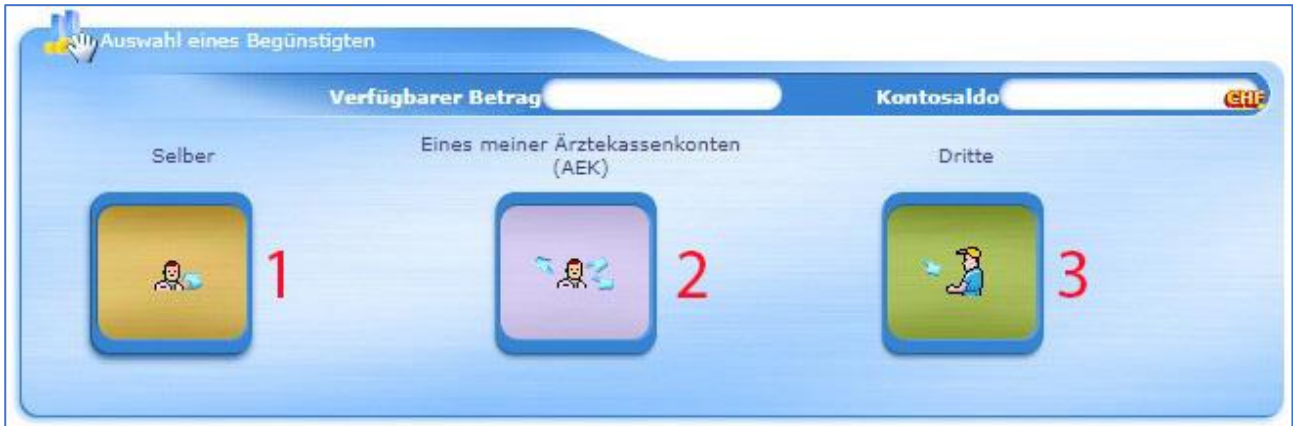 Auswahl eines Begünstigten
Verfügbarer Betrag Kontosaldo CHF
Selber
Eines meiner Ärztekassenkonten
(AEK)
Dritte
1 2 3